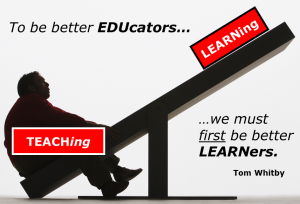 To be better EDUcators...
LEARNing
TEACHing
...we must
first be better
LEARNers.
Tom Whitby